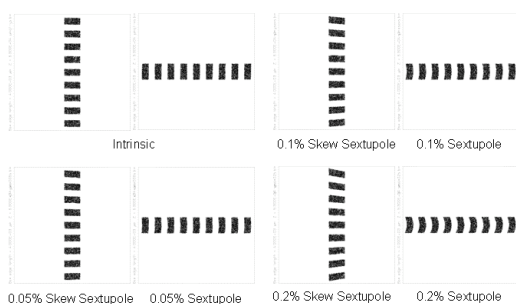 Intrinsic
0.1% Skew Sextupole 0.1% Sextupole
0.05% Skew Sextupole 0.05% Sextupole
0.2% Skew Sextupole 0.2% Sextupole